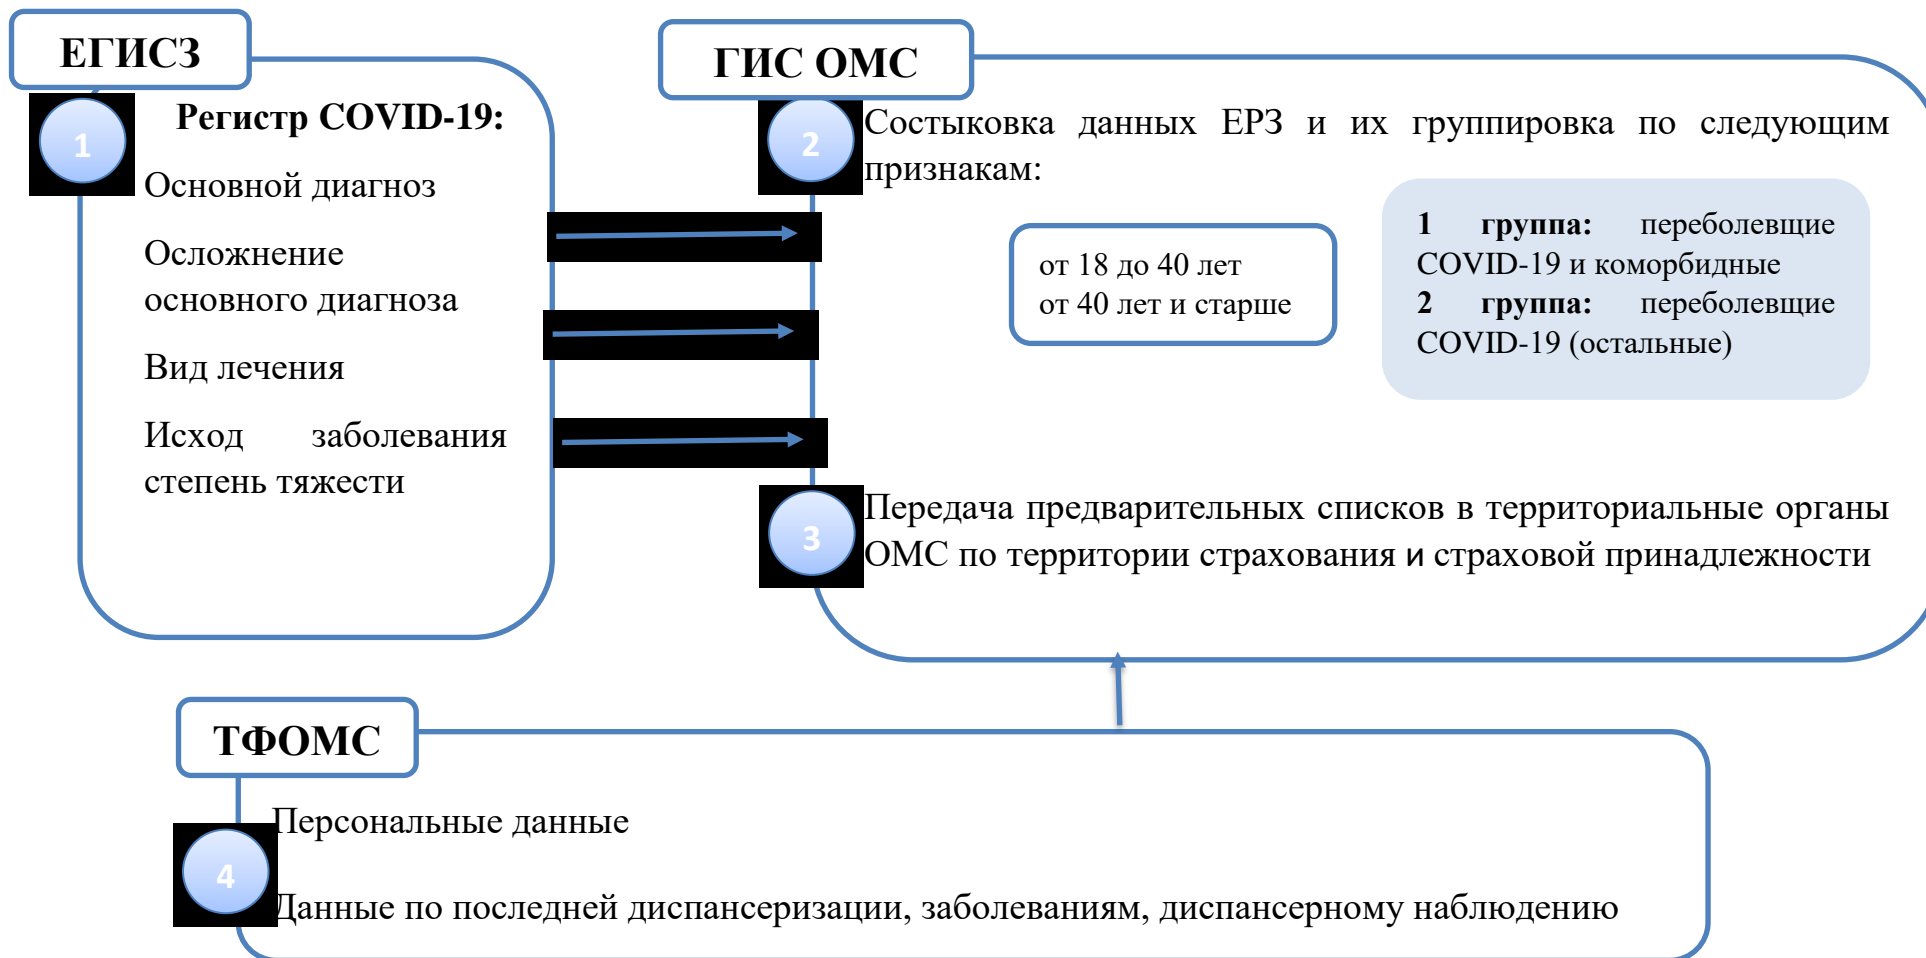 ЕГИСЗ
1
Регистр COVID-19:
Основной диагноз
Осложнение
основного диагноза
Вид лечения
Исход заболевания
степень тяжести
ГИС ОМС
2
Состыковка данных ЕРЗ и их группировка по следующим
признакам:
от 18 до 40 лет
от 40 лет и старше
1 группа: переболевщие
COVID-19 и коморбидные
2 группа: переболевщие
COVID-19 (остальные)
3
Передача предварительных списков в территориальные органы
ОМС по территории страхования и страховой принадлежности
ТФОМС
4
Персональные данные
Данные по последней диспансеризации, заболеваниям, диспансерному наблюдению